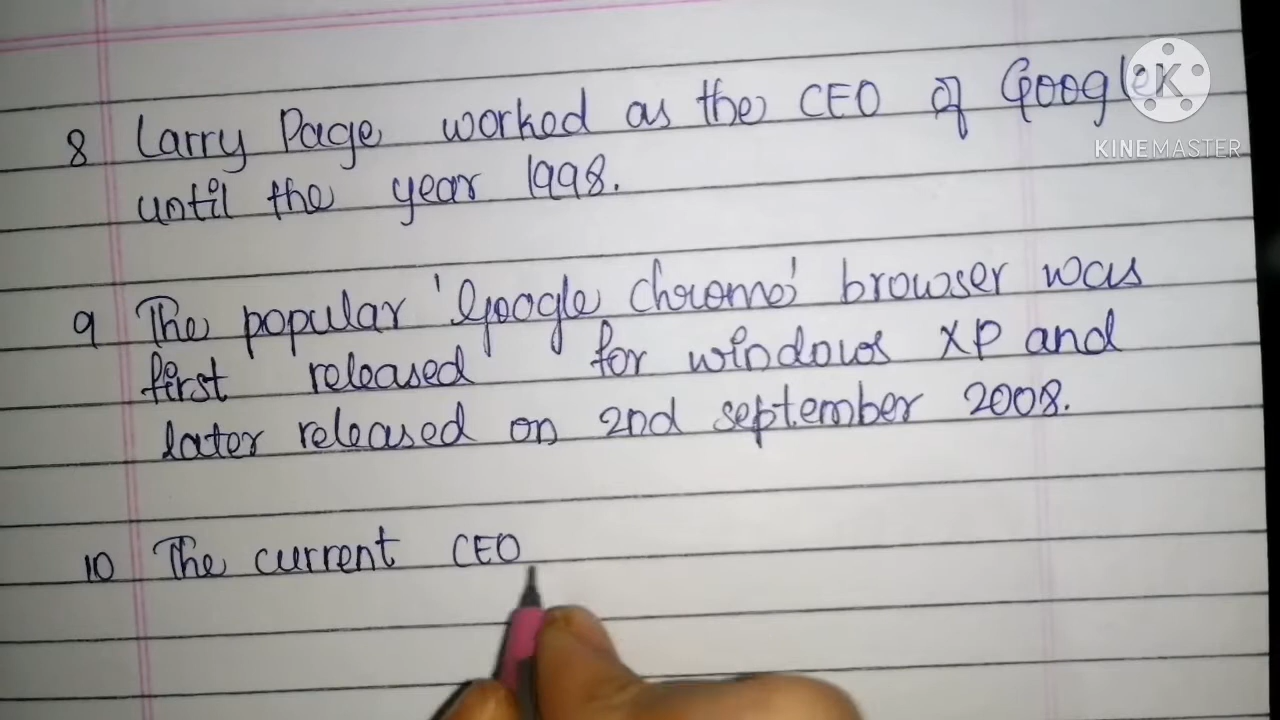 8 Larry Page worked as the CEO of Google
until the year 1998.
9 The popular 'Google Chrome' browser was
first released for windows XP and
later released on 2nd september 2008.
10 The current CEO
K
KINEMASTER